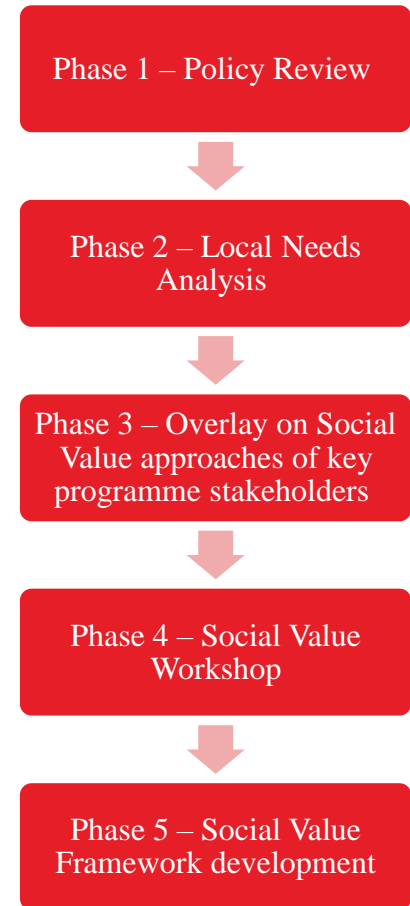 Phase 1 – Policy Review
Phase 2 – Local Needs
Analysis
Phase 3 – Overlay on Social
Value approaches of key
programme stakeholders
Phase 4 – Social Value
Workshop
Phase 5 – Social Value
Framework development